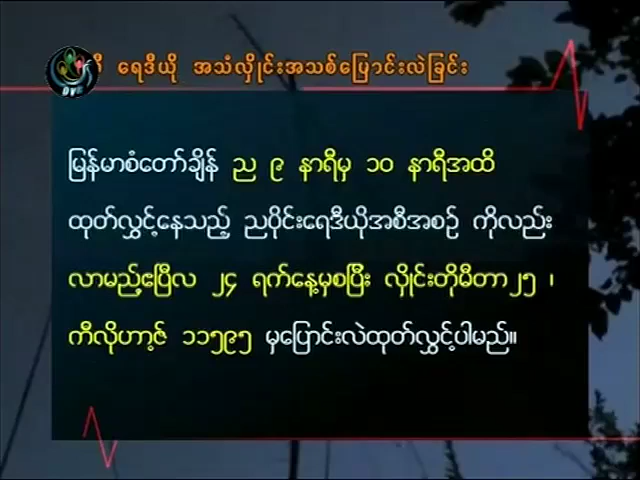 ဒီ ရေဒီယို အသံလှိုင်းအသစ်ပြောင်းလဲခြင်း
DVB
မြန်မာစံတော်ချိန် ည ၉ နာရီမှ ၁၀ နာရီအထိ
ထုတ်လွှင့်နေသည့် ညပိုင်းရေဒီယိုအစီအစဉ် ကိုလည်း
လာမည့်ဧပြီလ ၂၄ ရက်နေ့မှစပြီး လှိုင်းတိုမီတာ၂၅ ၊
ကီလိုဟာ့ဇ် ၁၁၅၉၅ မှပြောင်းလဲထုတ်လွှင့်ပါမည်။